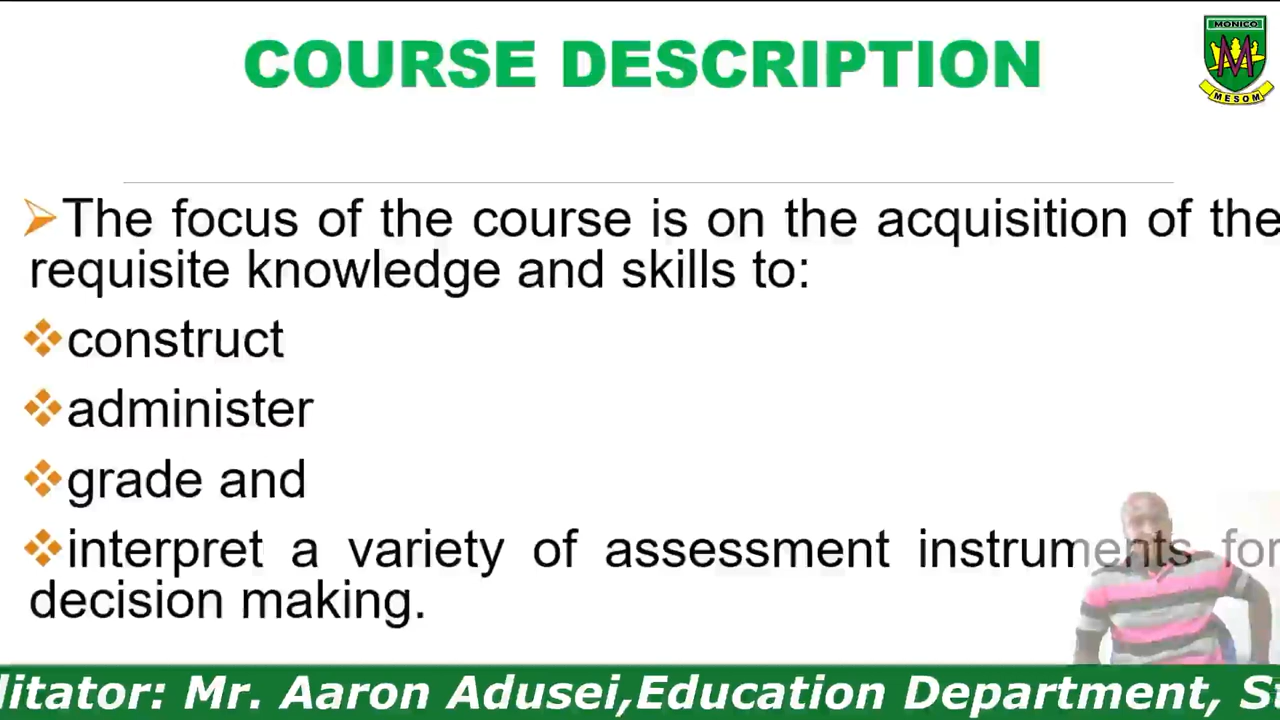 COURSE DESCRIPTION
MONICO
MESOM
The focus of the course is on the acquisition of the
requisite knowledge and skills to:
construct
administer
grade and
interpret a variety of assessment instruments for
decision making.
litator: Mr. Aaron Adusei,Education Department, S